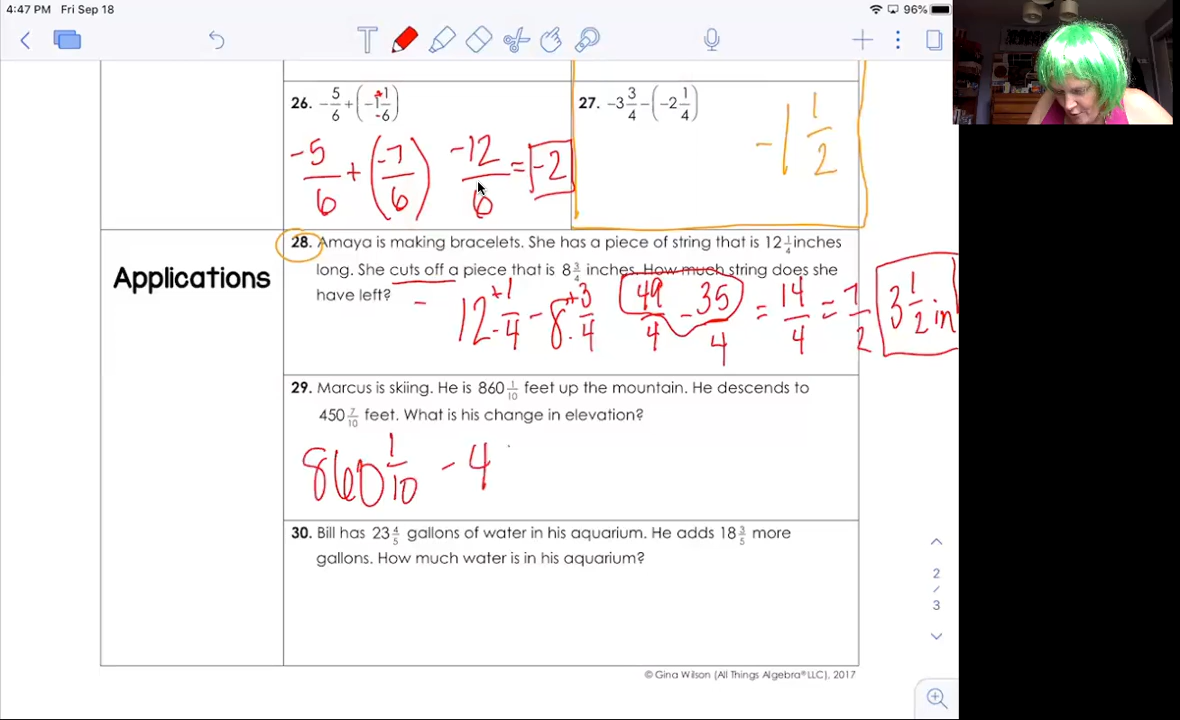 4:47 PM Fri Sep 18
96%
26. -5/6 + (-1 1/6)
27. -3 3/4 - (-2 1/4)
-5/6 + (-7/6) -12/6 = -2
-1 1/2
28. Amaya is making bracelets. She has a piece of string that is 12 1/4 inches
long. She cuts off a piece that is 8 3/4 inches. How much string does she
have left?
Applications
- 12 1/4 - 8 3/4 49/4 - 35/4 = 14/4 = 7/2 3 1/2 in
29. Marcus is skiing. He is 860 1/10 feet up the mountain. He descends to
450 7/10 feet. What is his change in elevation?
860 1/10 - 4
30. Bill has 23 4/5 gallons of water in his aquarium. He adds 18 3/5 more
gallons. How much water is in his aquarium?
2
/
3
© Gina Wilson (All Things Algebra® LLC), 2017